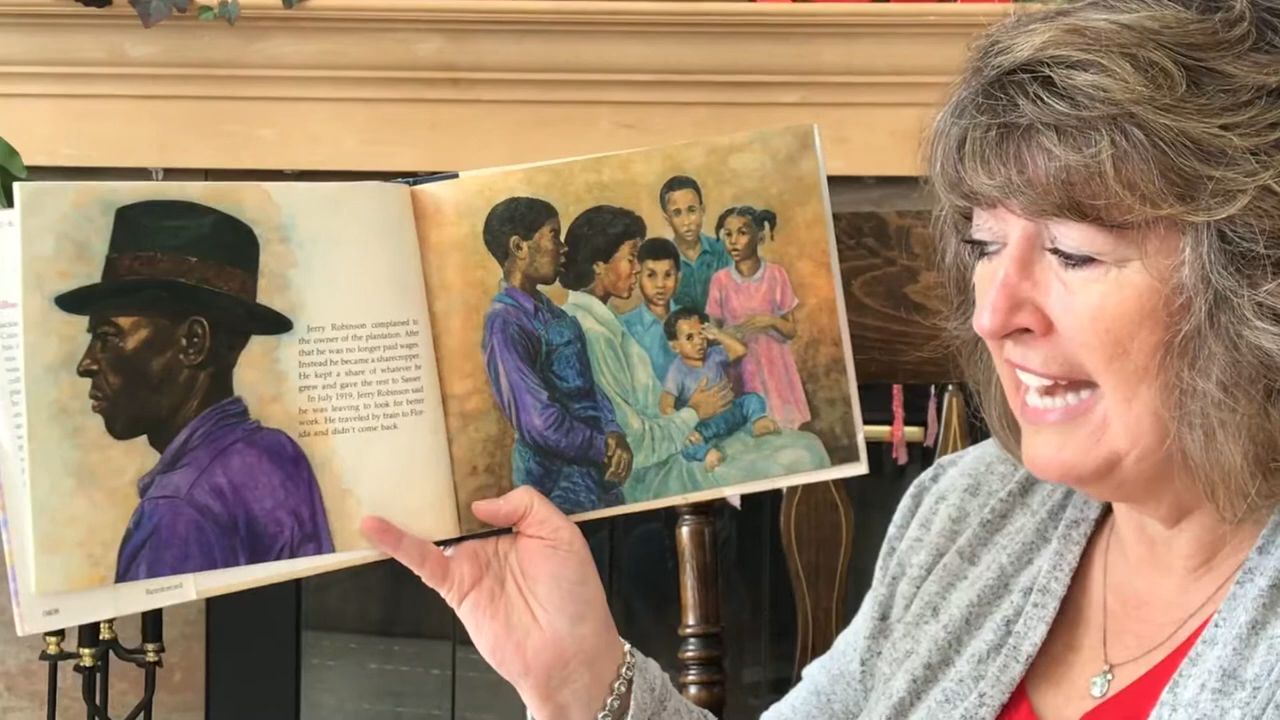 Jerry Robinson complained to
the owner of the plantation. After
that he was no longer paid wages.
Instead he became a sharecropper.
He kept a share of whatever he
grew and gave the rest to Sasser.
In July 1919, Jerry Robinson said
he was leaving to look for better
work. He traveled by train to Flor-
ida and didn't come back.
Reinforced